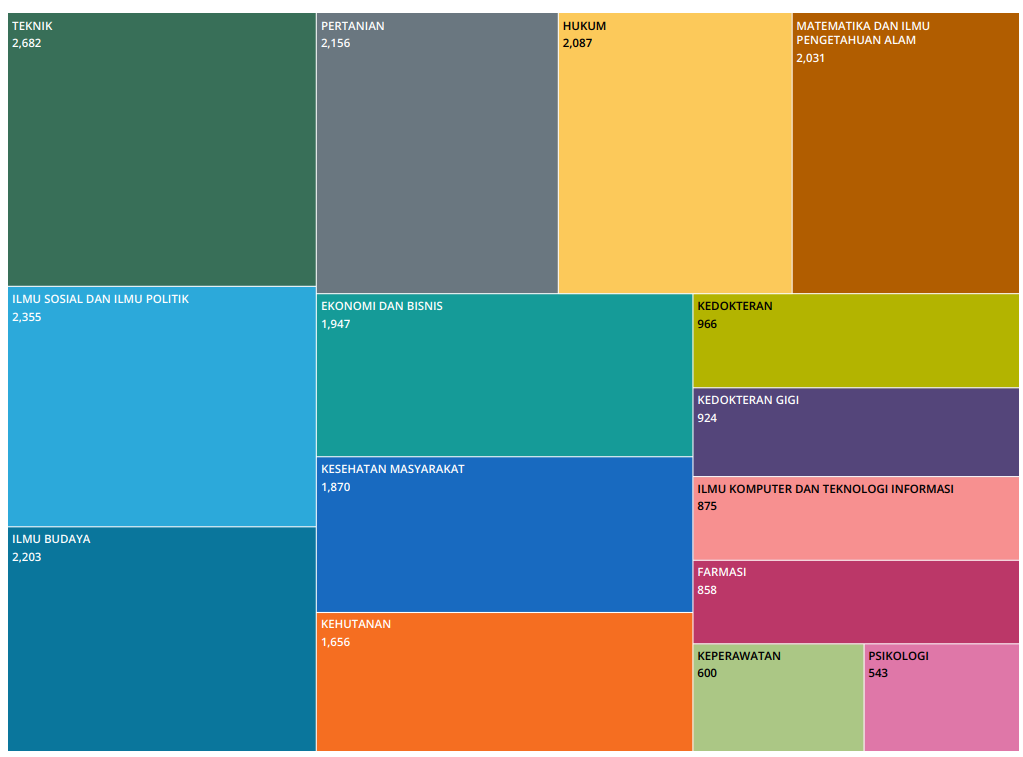 TEKNIK
2,682
PERTANIAN
2,156
HUKUM
2,087
MATEMATIKA DAN ILMU
PENGETAHUAN ALAM
2,031
ILMU SOSIAL DAN ILMU POLITIK
2,355
EKONOMI DAN BISNIS
1,947
KEDOKTERAN
966
KEDOKTERAN GIGI
924
KESEHATAN MASYARAKAT
1,870
ILMU KOMPUTER DAN TEKNOLOGI INFORMASI
875
ILMU BUDAYA
2,203
FARMASI
858
KEHUTANAN
1,656
KEPERAWATAN
600
PSIKOLOGI
543